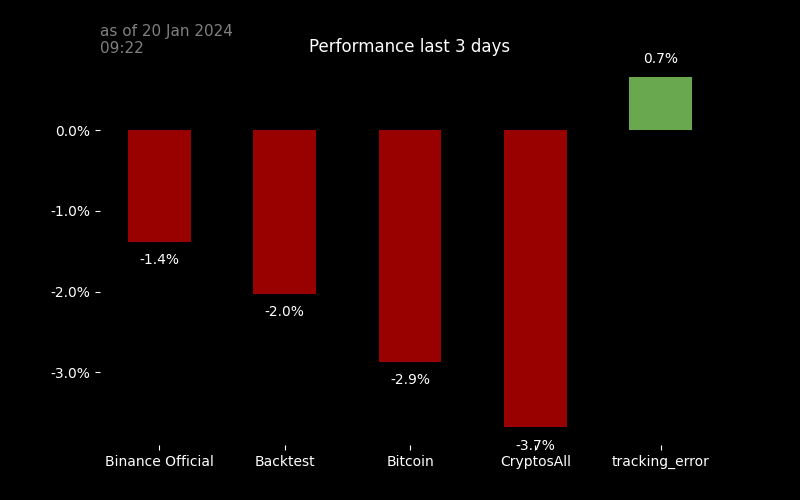 as of 20 Jan 2024
09:22
Performance last 3 days
0.7%
0.0%
-1.0%
-1.4%
-2.0%
-2.0%
-3.0%
-2.9%
-3.7%
Binance Official
Backtest
Bitcoin
CryptosAll
tracking_error